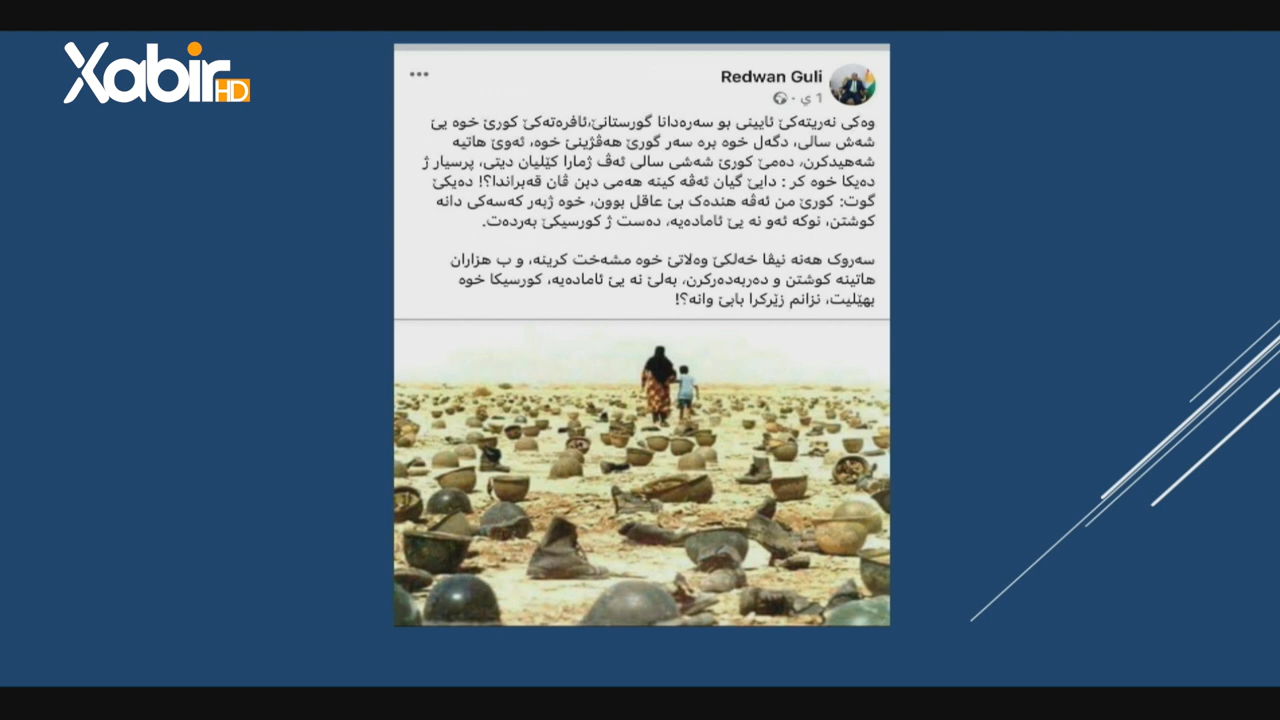 Xabir HD
Redwan Guli
1 ي ·
وەکی نەریتەکێ ئایینی بو سەرەدانا گورستانێ،ئافرەتەکێ کورێ خوە یێ
شەش سالی، دگەل خوە برە سەر گورێ هەڤژینێ خوە، ئەوێ هاتیە
شەهیدکرن، دەمێ کورێ شەشی سالی ئەڤ ژمارا کێلیان دیتی، پرسیار ژ
دەیکا خوە کر : دایێ گیان ئەڤە کینە هەمی دبن ڤان قەبراندا؟! دەیکێ
گوت: کورێ من ئەڤە هندەک بێ عاقل بوون، خوە ژبەر کەسەکی دانە
کوشتن، نوکە ئەو نە یێ ئامادەیە، دەست ژ کورسیکێ بەردەت.
سەروک هەنە نیڤا خەلکێ وەلاتێ خوە مشەخت کرینە، و ب هزاران
هاتینە کوشتن و دەربەدەرکرن، بەلێ نە یێ ئامادەیە، کورسیکا خوە
بهێلیت، نزانم زێرکرا بابێ وانە؟!